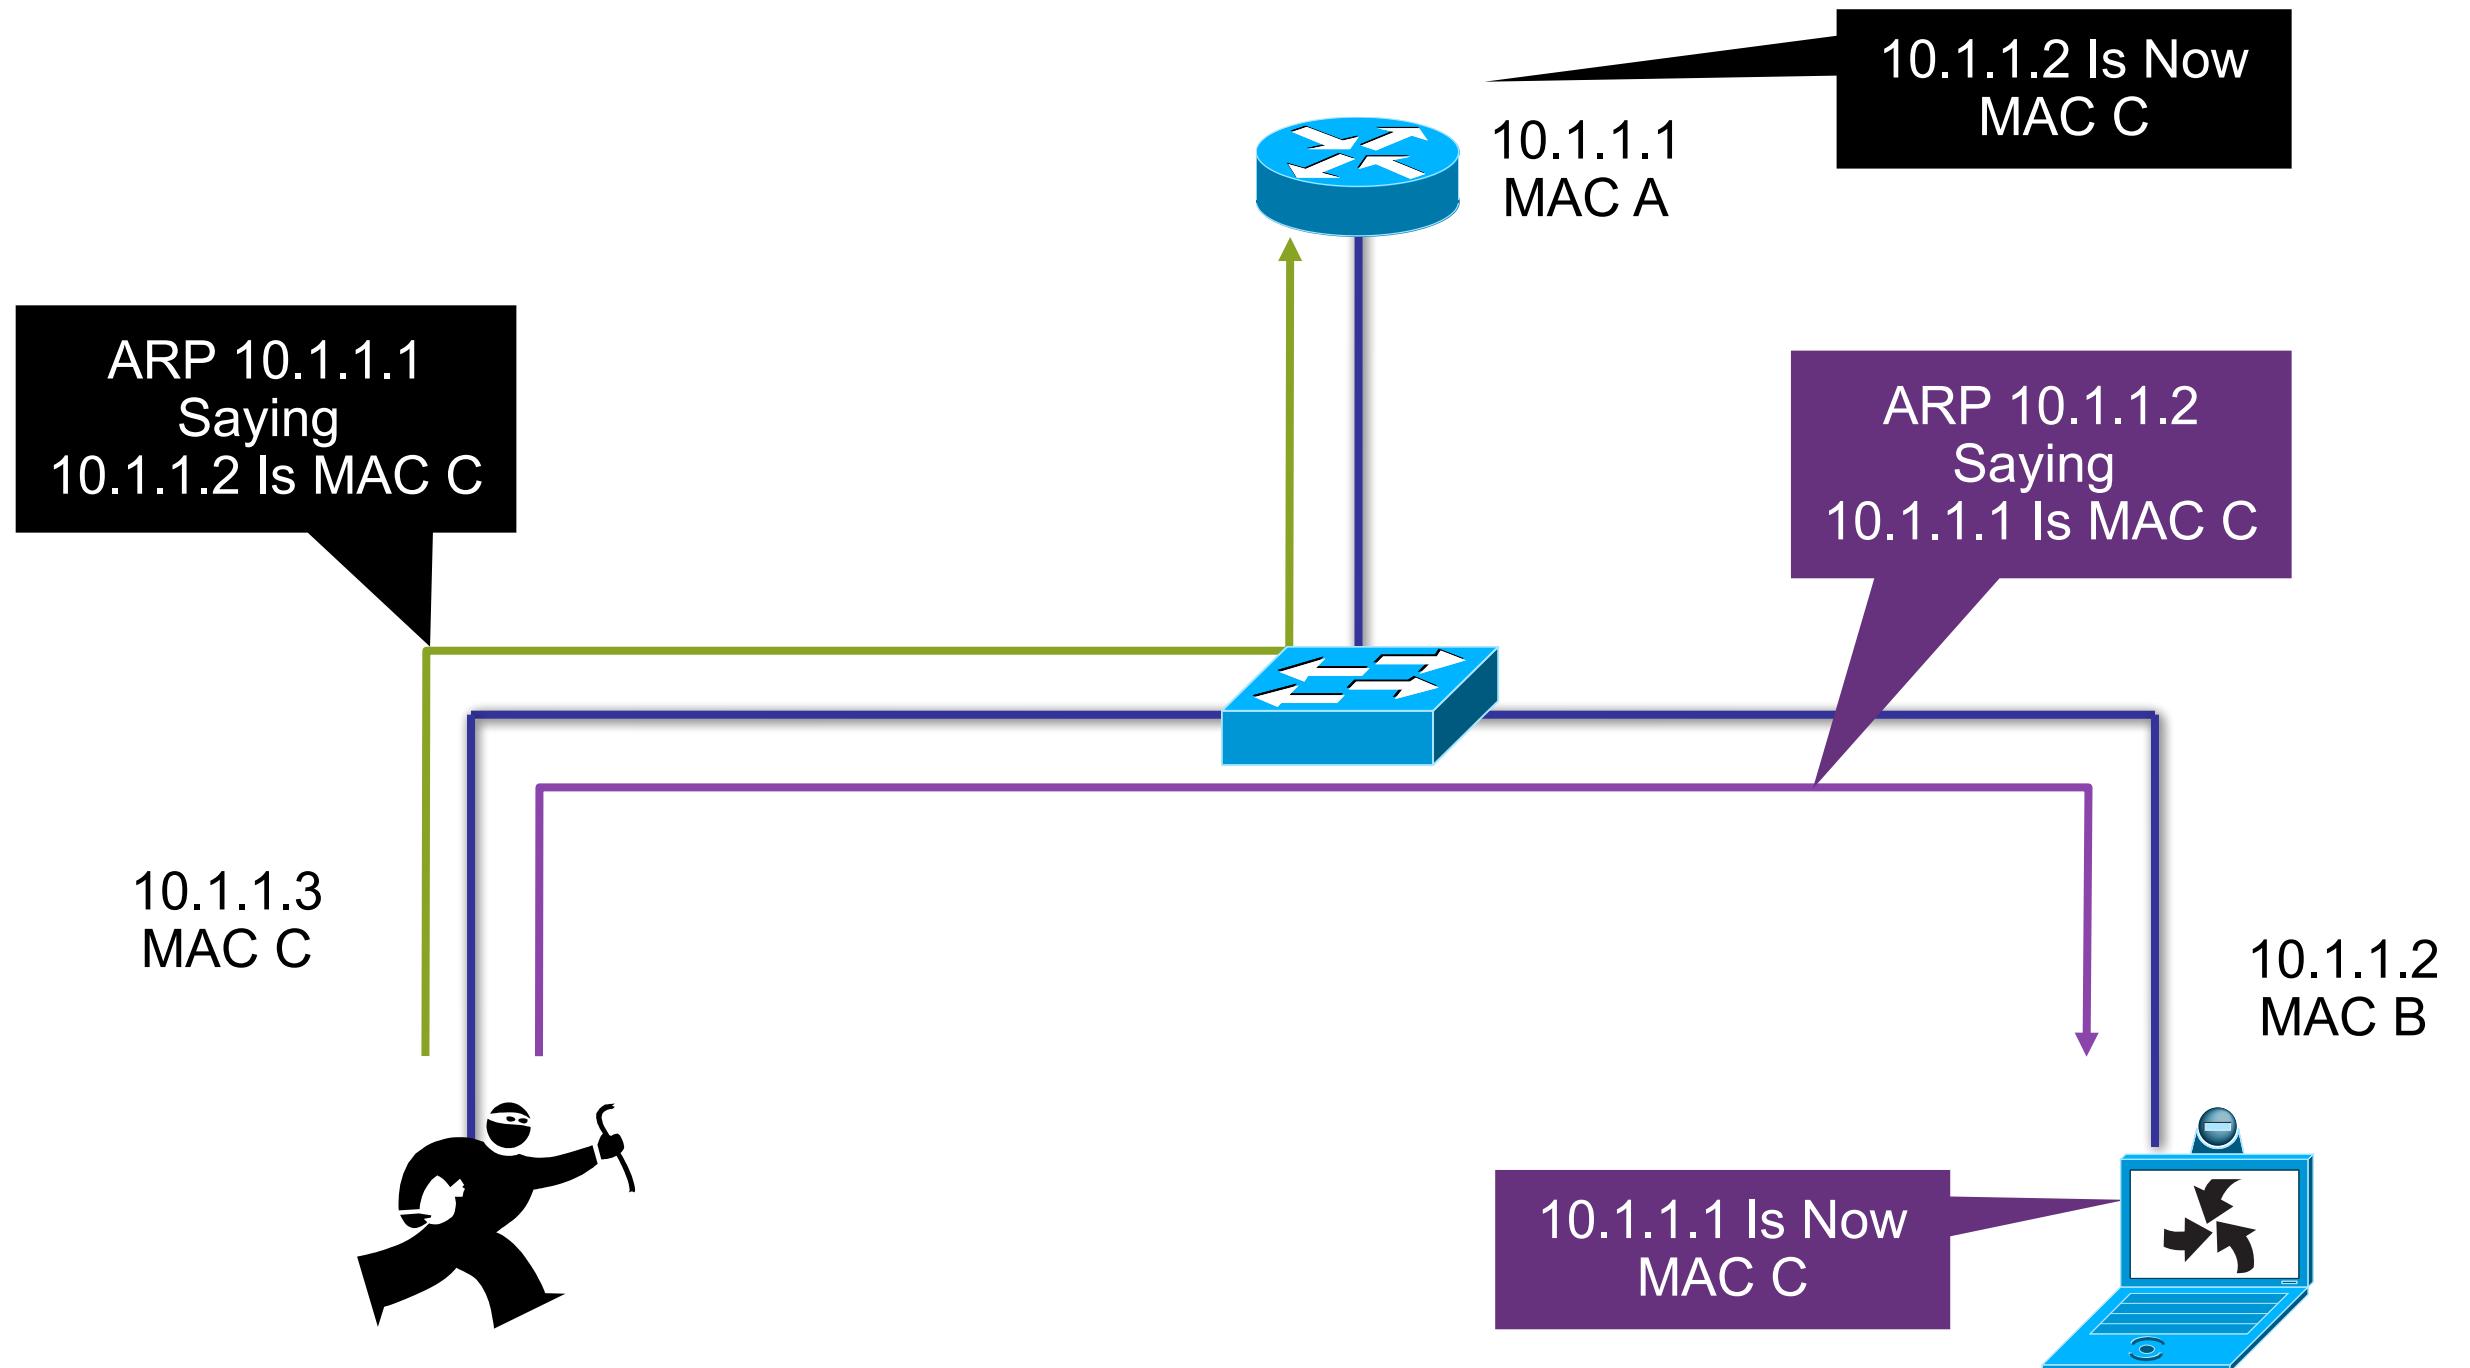 10.1.1.2 Is Now
MAC C
10.1.1.1
MAC A
ARP 10.1.1.1
Saying
10.1.1.2 Is MAC C
ARP 10.1.1.2
Saying
10.1.1.1 Is MAC C
10.1.1.3
MAC C
10.1.1.2
MAC B
10.1.1.1 Is Now
MAC C